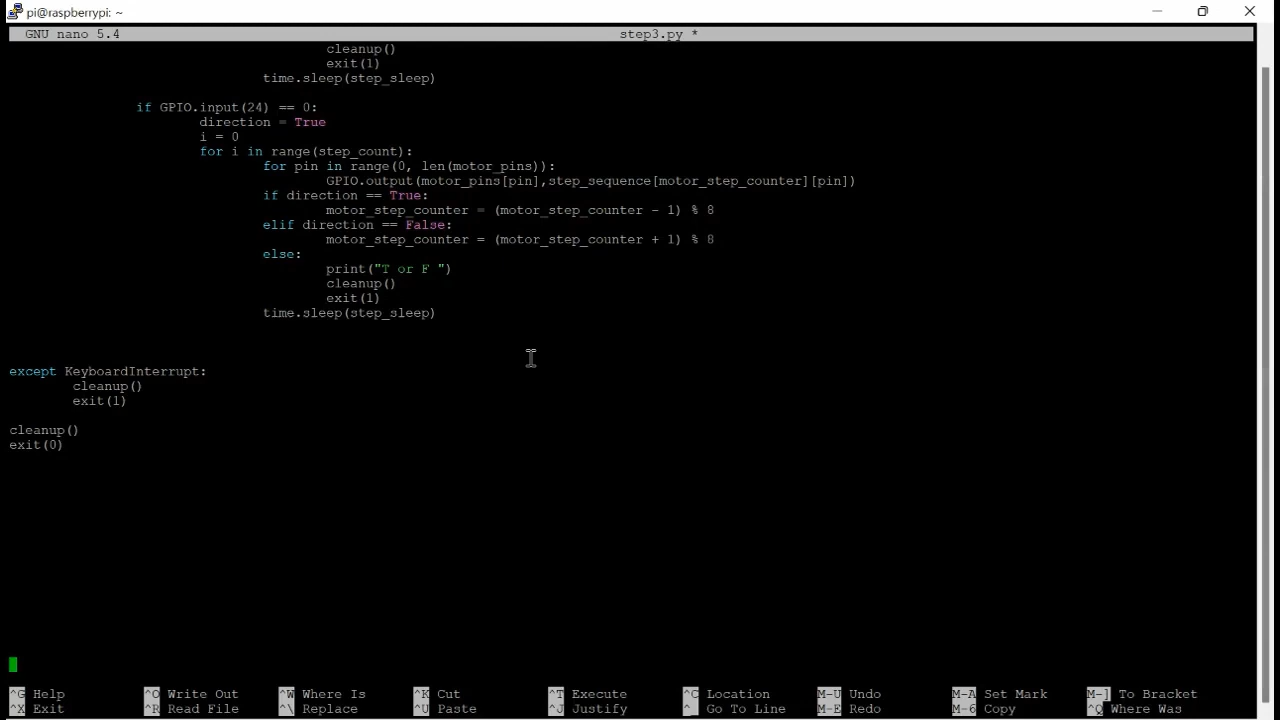 pi@raspberrypi: ~
GNU nano 5.4 step3.py *
cleanup()
exit(1)
time.sleep(step_sleep)
if GPIO.input(24) == 0:
direction = True
i = 0
for i in range(step_count):
for pin in range(0, len(motor_pins)):
GPIO.output(motor_pins[pin],step_sequence[motor_step_counter][pin])
if direction == True:
motor_step_counter = (motor_step_counter - 1) % 8
elif direction == False:
motor_step_counter = (motor_step_counter + 1) % 8
else:
print("T or F ")
cleanup()
exit(1)
time.sleep(step_sleep)
except KeyboardInterrupt:
cleanup()
exit(1)
cleanup()
exit(0)
^G Help ^O Write Out ^W Where Is ^K Cut ^T Execute ^C Location M-U Undo M-A Set Mark M-] To Bracket
^X Exit ^R Read File ^\ Replace ^U Paste ^J Justify ^_ Go To Line M-E Redo M-6 Copy ^Q Where Was